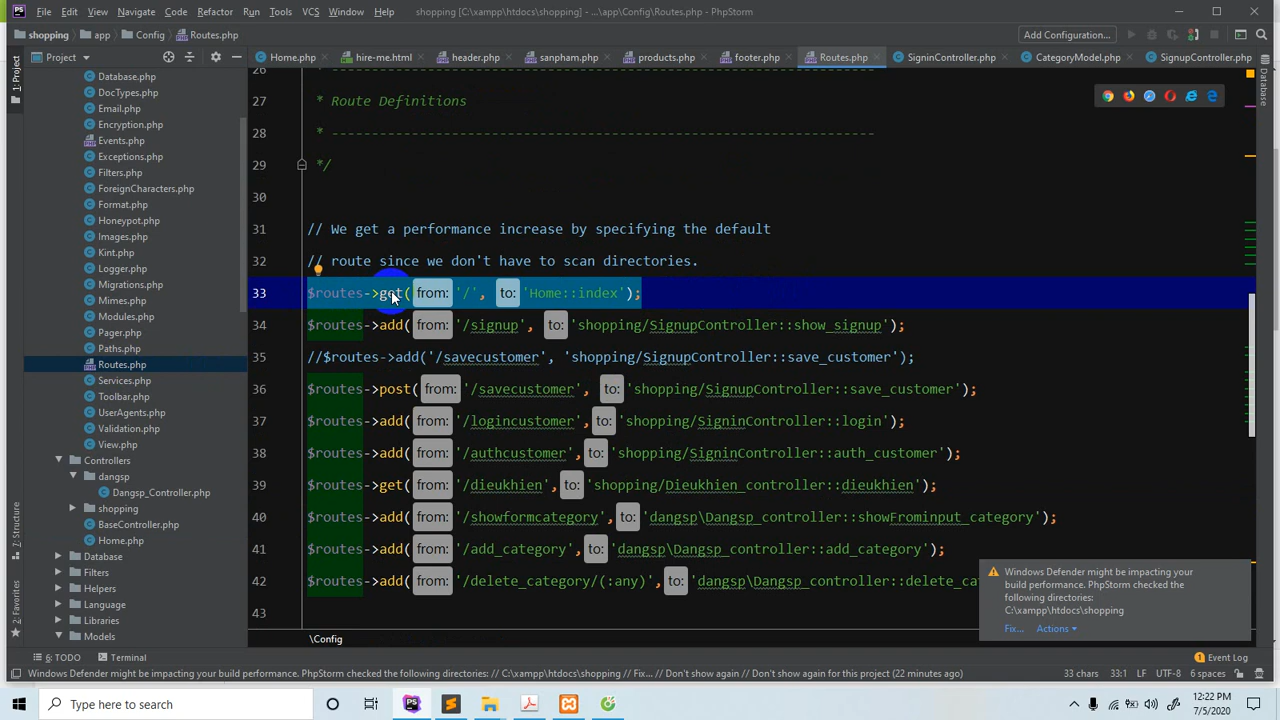 File Edit View Navigate Code Refactor Run Tools VCS Window Help shopping [C:\xampp\htdocs\shopping] - ...\app\Config\Routes.php - PhpStorm
shopping app Config Routes.php Add Configuration...
Project Home.php hire-me.html header.php sanpham.php products.php footer.php Routes.php SigninController.php CategoryModel.php SignupController.php
1: Project
Database
7: Structure
2: Favorites
Database.php
DocTypes.php
Email.php
Encryption.php
Events.php
Exceptions.php
Filters.php
ForeignCharacters.php
Format.php
Honeypot.php
Images.php
Kint.php
Logger.php
Migrations.php
Mimes.php
Modules.php
Pager.php
Paths.php
Routes.php
Services.php
Toolbar.php
UserAgents.php
Validation.php
View.php
Controllers
dangsp
Dangsp_Controller.php
shopping
BaseController.php
Home.php
Database
Filters
Helpers
Language
Libraries
Models
26 * --------------------------------------------------------------------
27 * Route Definitions
28 * --------------------------------------------------------------------
29 */
30
31 // We get a performance increase by specifying the default
32 // route since we don't have to scan directories.
33 $routes->get( from: '/', to: 'Home::index');
34 $routes->add( from: '/signup', to: 'shopping/SignupController::show_signup');
35 //$routes->add('/savecustomer', 'shopping/SignupController::save_customer');
36 $routes->post( from: '/savecustomer', to: 'shopping/SignupController::save_customer');
37 $routes->add( from: '/logincustomer', to: 'shopping/SigninController::login');
38 $routes->add( from: '/authcustomer', to: 'shopping/SigninController::auth_customer');
39 $routes->get( from: '/dieukhien', to: 'shopping/Dieukhien_controller::dieukhien');
40 $routes->add( from: '/showformcategory', to: 'dangsp\Dangsp_controller::showFrominput_category');
41 $routes->add( from: '/add_category', to: 'dangsp\Dangsp_controller::add_category');
42 $routes->add( from: '/delete_category/(:any)', to: 'dangsp\Dangsp_controller::delete_cat
43
\Config
Windows Defender might be impacting your
build performance. PhpStorm checked the
following directories:
C:\xampp\htdocs\shopping
Fix... Actions
6: TODO Terminal 1 Event Log
Windows Defender might be impacting your build performance. PhpStorm checked the following directories: // C:\xampp\htdocs\shopping // Fix... // Don't show again // Don't show again for this project (22 minutes ago) 33 chars 33:1 LF UTF-8 6 spaces
Type here to search
12:22 PM
7/5/2020